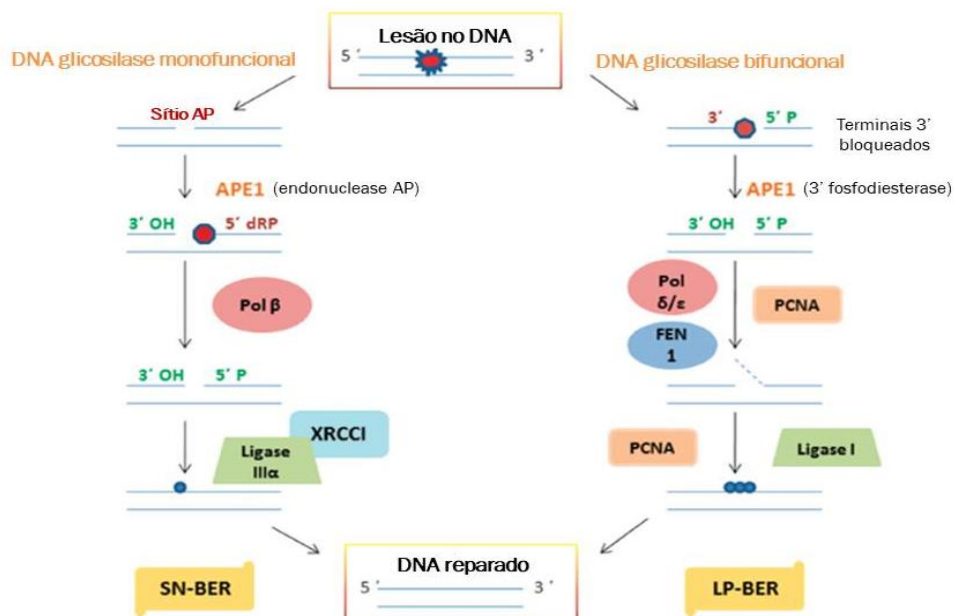 Lesão no DNA
5´ 3´
DNA glicosilase monofuncional
DNA glicosilase bifuncional
Sítio AP
3´ 5´ P
Terminais 3´
bloqueados
APE1 (endonuclease AP)
APE1 (3´ fosfodiesterase)
3´ OH 5´ dRP
3´ OH 5´ P
Pol β
Pol
δ/ε
PCNA
FEN
1
3´ OH 5´ P
XRCCI
Ligase
IIIα
PCNA
Ligase I
DNA reparado
5´ 3´
SN-BER
LP-BER